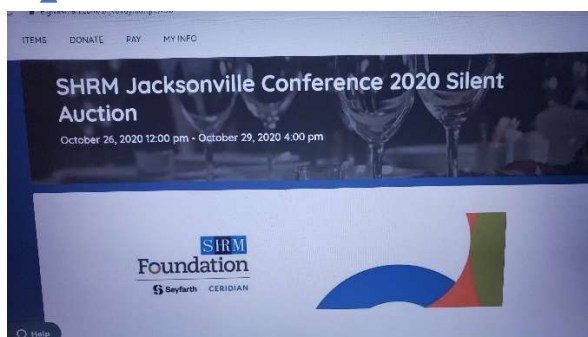 ITEMS DONATE PAY MY INFO
SHRM Jacksonville Conference 2020 Silent
Auction
October 26, 2020 12:00 pm - October 29, 2020 4:00 pm
SHRM
Foundation
Seyfarth CERIDIAN
Help